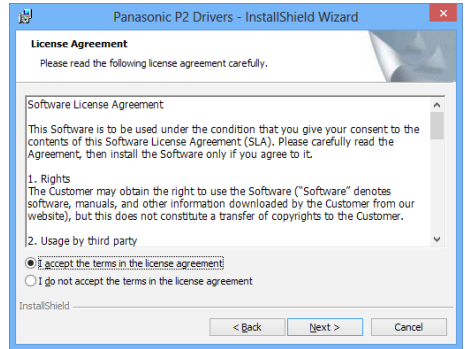 Panasonic P2 Drivers - InstallShield Wizard
License Agreement
Please read the following license agreement carefully.
Software License Agreement
This Software is to be used under the condition that you give your consent to the
contents of this Software License Agreement (SLA). Please carefully read the
Agreement, then install the Software only if you agree to it.
1. Rights
The Customer may obtain the right to use the Software (“Software” denotes
software, manuals, and other information downloaded by the Customer from our
website), but this does not constitute a transfer of copyrights to the Customer.
2. Usage by third party
I accept the terms in the license agreement
I do not accept the terms in the license agreement
InstallShield
< Back Next > Cancel